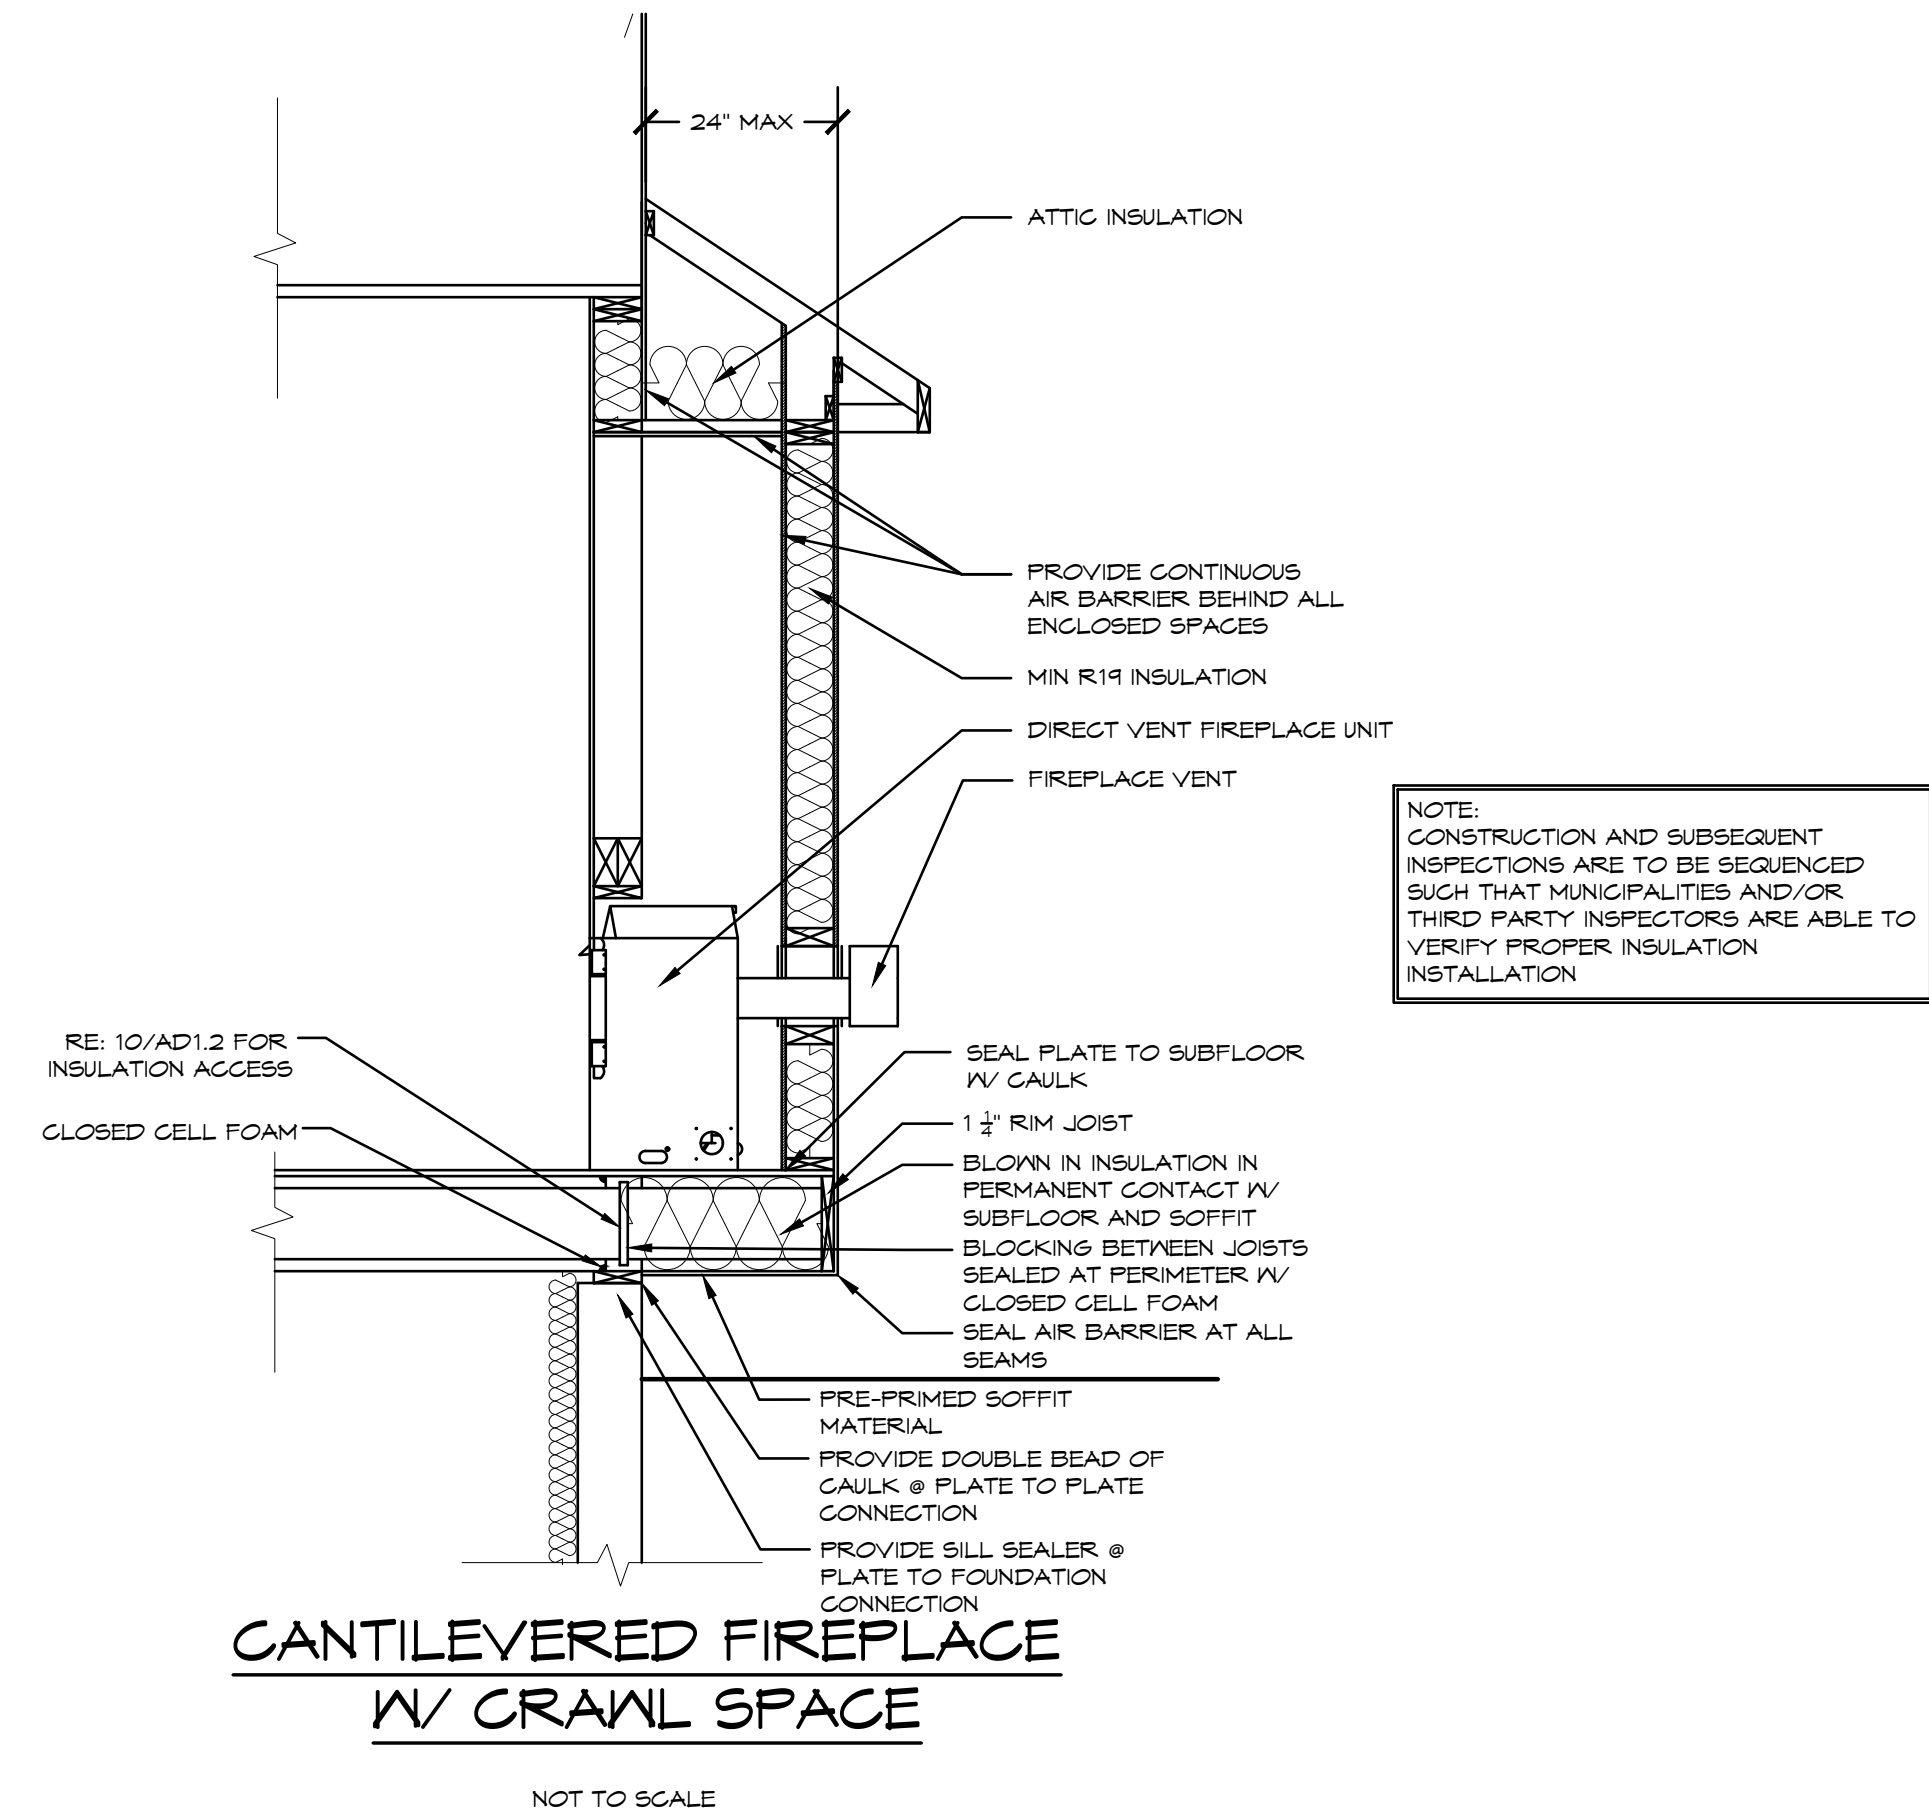 24" MAX
ATTIC INSULATION
PROVIDE CONTINUOUS
AIR BARRIER BEHIND ALL
ENCLOSED SPACES
MIN R19 INSULATION
DIRECT VENT FIREPLACE UNIT
FIREPLACE VENT
NOTE:
CONSTRUCTION AND SUBSEQUENT
INSPECTIONS ARE TO BE SEQUENCED
SUCH THAT MUNICIPALITIES AND/OR
THIRD PARTY INSPECTORS ARE ABLE TO
VERIFY PROPER INSULATION
INSTALLATION
RE: 10/AD1.2 FOR
INSULATION ACCESS
CLOSED CELL FOAM
SEAL PLATE TO SUBFLOOR
W/ CAULK
1 1/4" RIM JOIST
BLOWN IN INSULATION IN
PERMANENT CONTACT W/
SUBFLOOR AND SOFFIT
BLOCKING BETWEEN JOISTS
SEALED AT PERIMETER W/
CLOSED CELL FOAM
SEAL AIR BARRIER AT ALL
SEAMS
PRE-PRIMED SOFFIT
MATERIAL
PROVIDE DOUBLE BEAD OF
CAULK @ PLATE TO PLATE
CONNECTION
PROVIDE SILL SEALER @
PLATE TO FOUNDATION
CONNECTION
CANTILEVERED FIREPLACE
W/ CRAWL SPACE
NOT TO SCALE